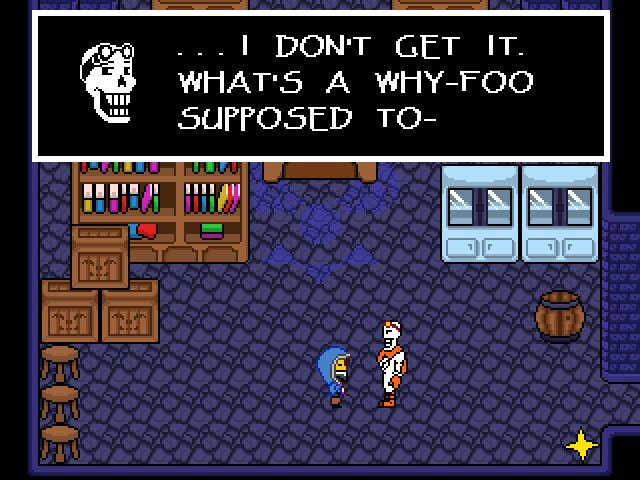 ...I DON'T GET IT.
WHAT'S A WHY-FOO
SUPPOSED TO-